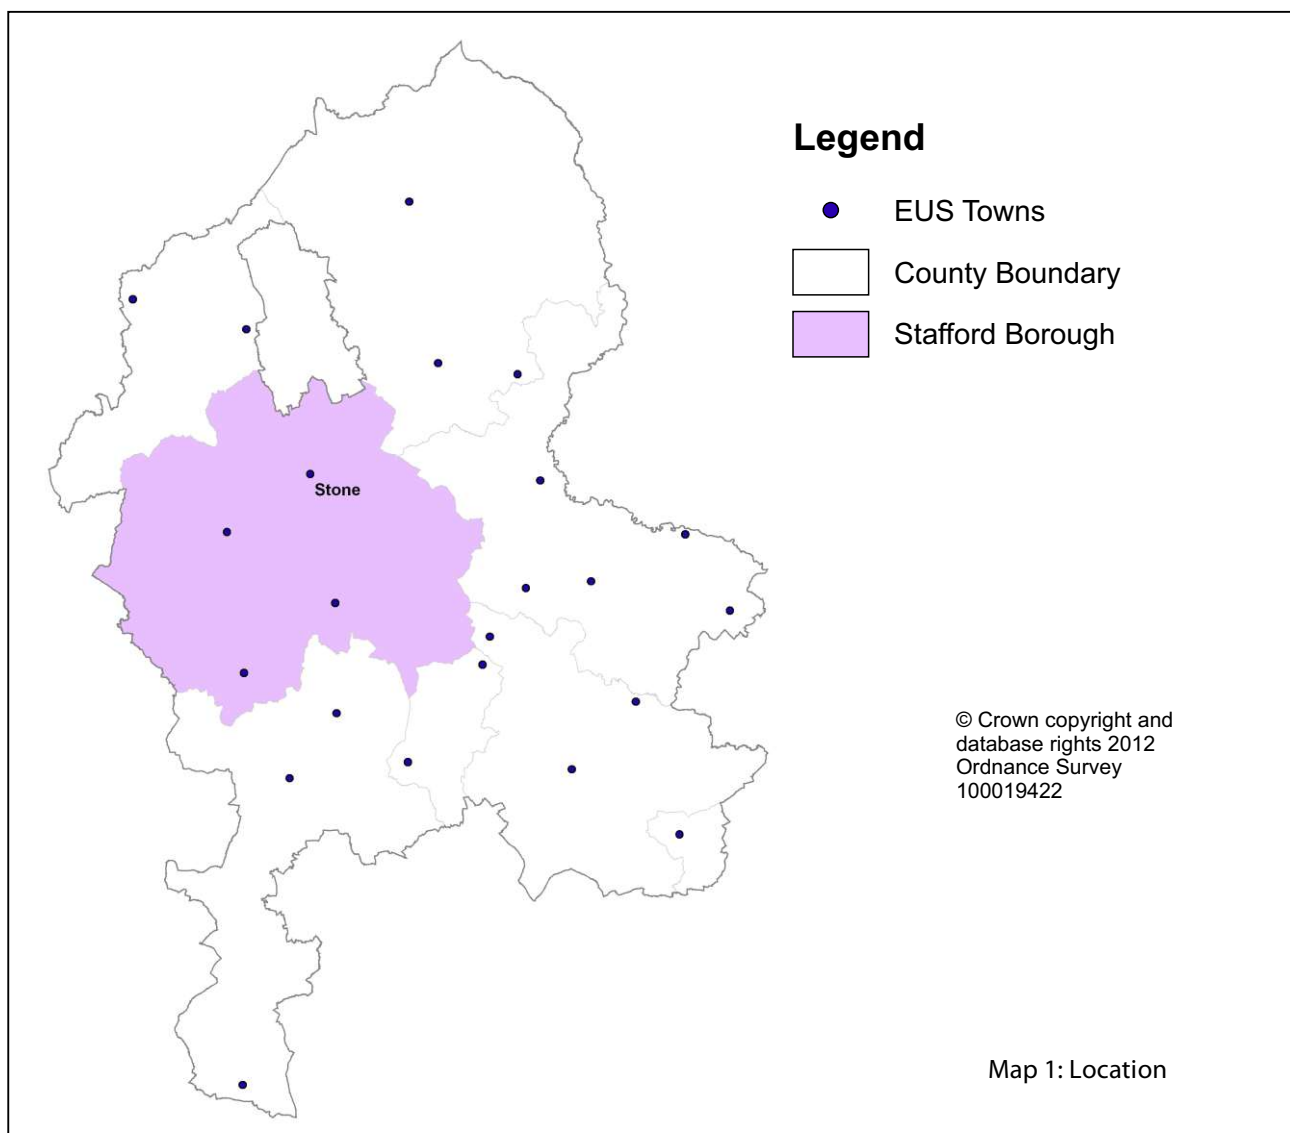 Legend
EUS Towns
County Boundary
Stafford Borough
Stone
© Crown copyright and
database rights 2012
Ordnance Survey
100019422
Map 1: Location